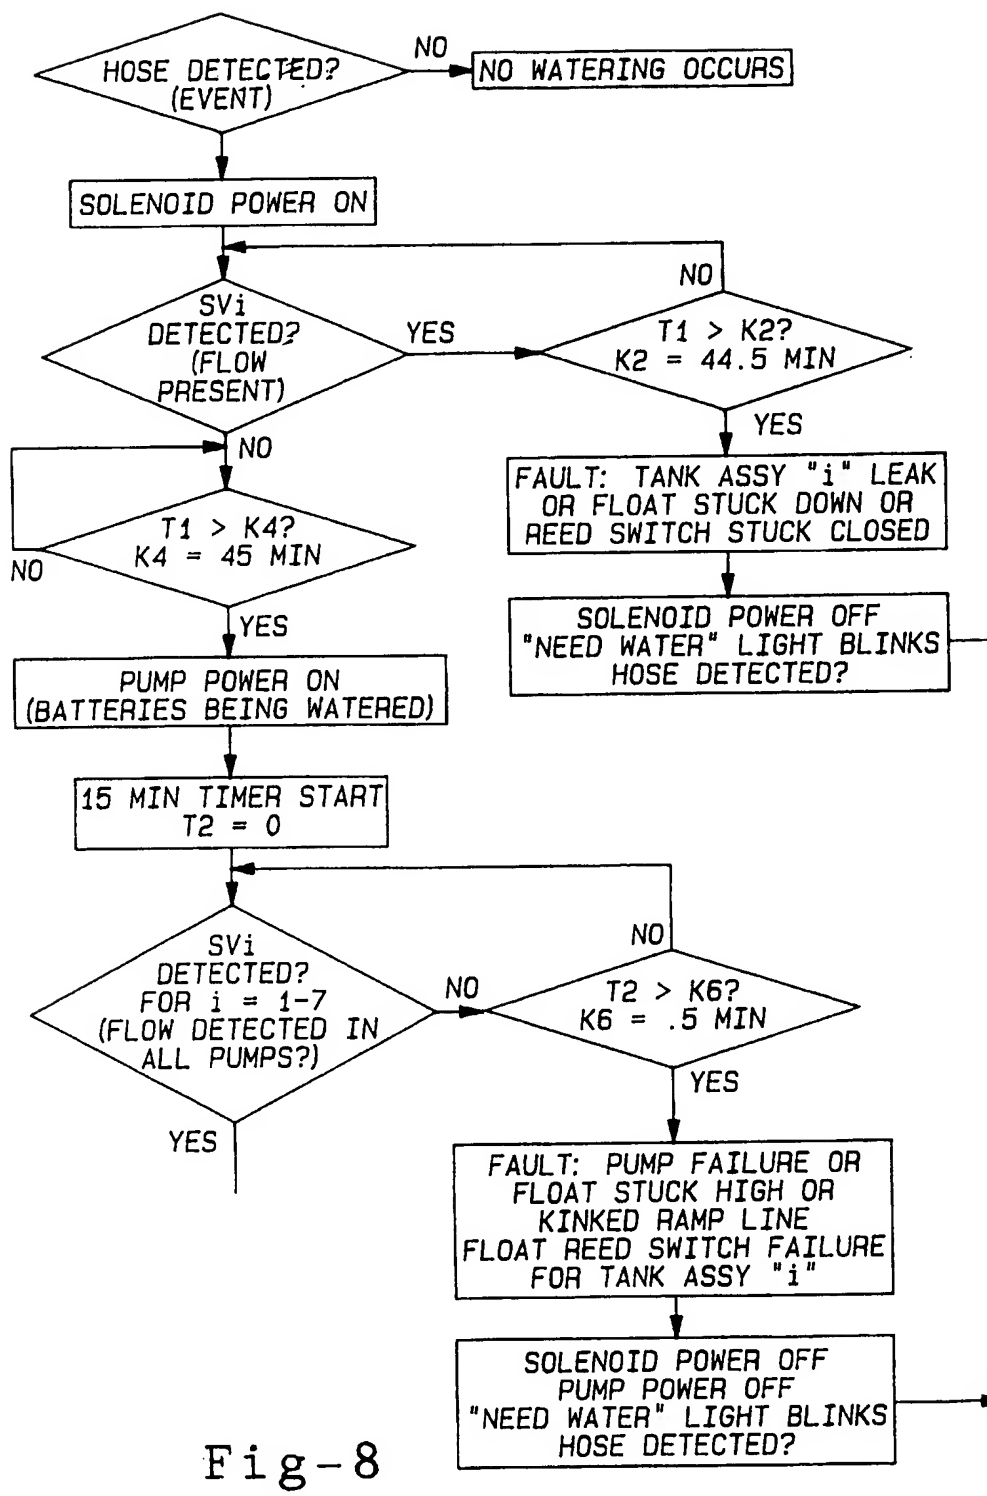 HOSE DETECTED?
(EVENT)
NO
NO WATERING OCCURS
SOLENOID POWER ON
SVi
DETECTED?
(FLOW
PRESENT)
YES
NO
T1 > K2?
K2 = 44.5 MIN
YES
FAULT: TANK ASSY "i" LEAK
OR FLOAT STUCK DOWN OR
REED SWITCH STUCK CLOSED
SOLENOID POWER OFF
"NEED WATER" LIGHT BLINKS
HOSE DETECTED?
NO
T1 > K4?
K4 = 45 MIN
NO
YES
PUMP POWER ON
(BATTERIES BEING WATERED)
15 MIN TIMER START
T2 = 0
SVi
DETECTED?
FOR i = 1-7
(FLOW DETECTED IN
ALL PUMPS?)
NO
YES
NO
T2 > K6?
K6 = .5 MIN
YES
FAULT: PUMP FAILURE OR
FLOAT STUCK HIGH OR
KINKED RAMP LINE
FLOAT REED SWITCH FAILURE
FOR TANK ASSY "i"
SOLENOID POWER OFF
PUMP POWER OFF
"NEED WATER" LIGHT BLINKS
HOSE DETECTED?
Fig-8